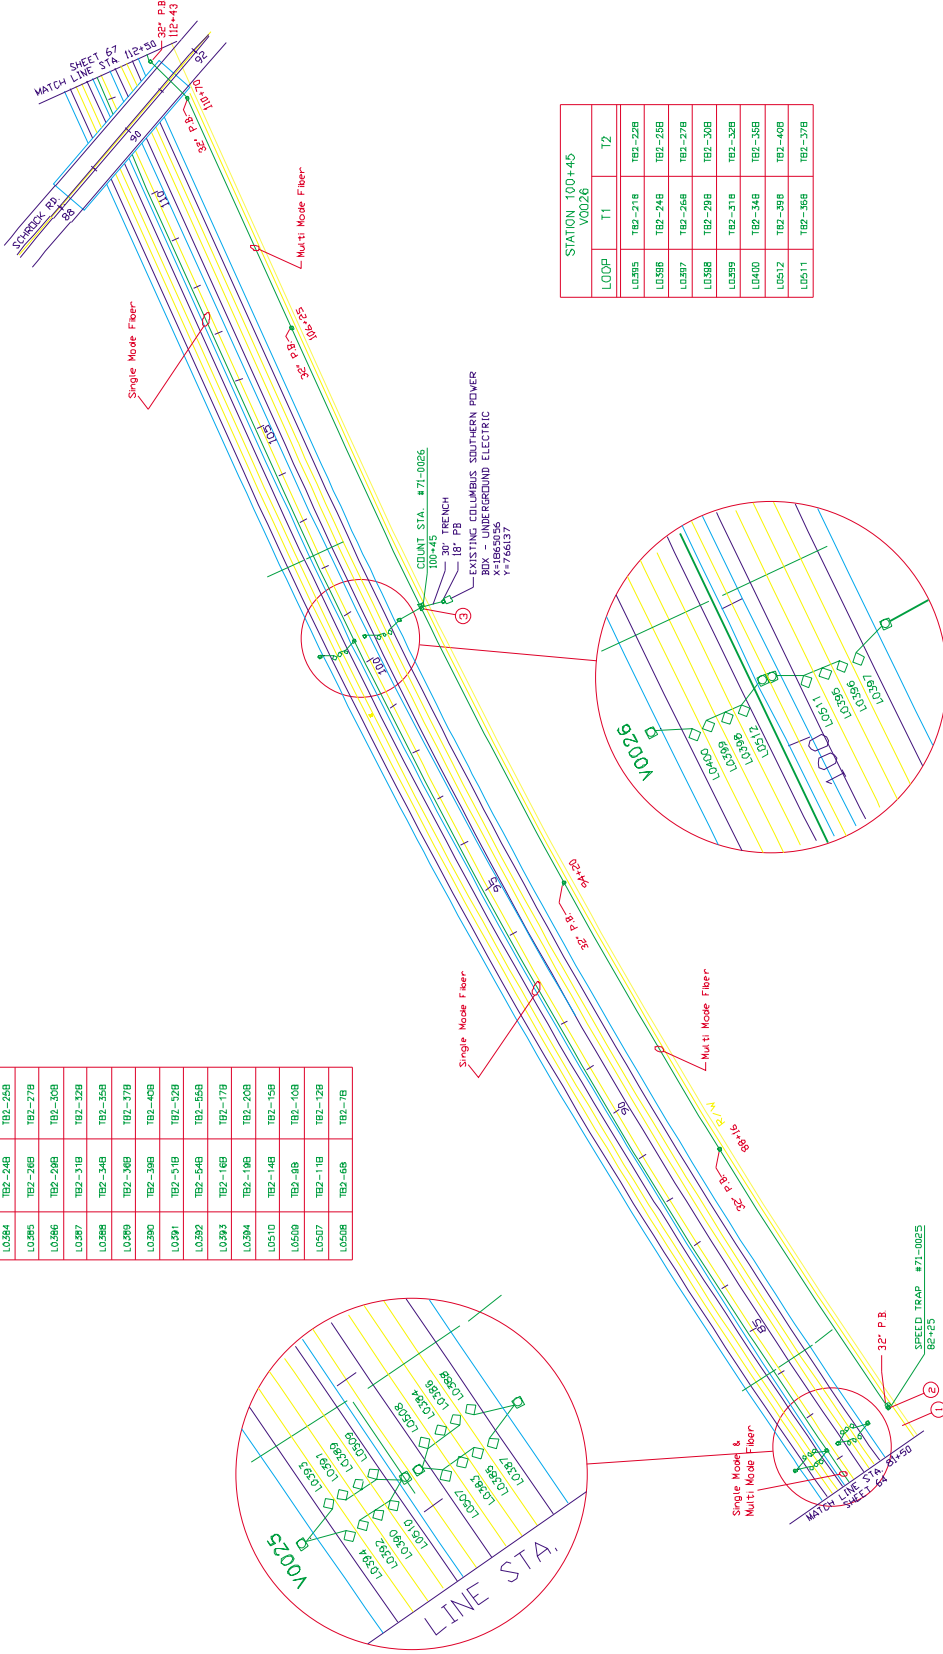 SHEET 67
MATCH LINE STA. 112+50
32" P.B.
112+43
SCHROCK RD.
88
90
92
32" P.B.
110+70
110
Single Mode Fiber
Multi Mode Fiber
32" P.B.
106+25
105
STATION 100+45
V0026
LOOP T1 T2
L0395 TB2-21B TB2-22B
L0396 TB2-24B TB2-25B
L0397 TB2-26B TB2-27B
L0398 TB2-29B TB2-30B
L0399 TB2-31B TB2-32B
L0400 TB2-34B TB2-35B
L0512 TB2-39B TB2-40B
L0511 TB2-36B TB2-37B
COUNT STA. #71-0026
100+45
30' TRENCH
18" PB
EXISTING COLUMBUS SOUTHERN POWER
BOX - UNDERGROUND ELECTRIC
X=1865056
Y=766137
3
100
V0026
L0400
L0399
L0398
L0512
L0511
L0395
L0396
L0397
100
95
94+20
32" P.B.
Single Mode Fiber
Multi Mode Fiber
90
R/W
88+16
32" P.B.
L0384 TB2-24B TB2-25B
L0385 TB2-26B TB2-27B
L0386 TB2-29B TB2-30B
L0387 TB2-31B TB2-32B
L0388 TB2-34B TB2-35B
L0389 TB2-36B TB2-37B
L0390 TB2-39B TB2-40B
L0391 TB2-51B TB2-52B
L0392 TB2-54B TB2-55B
L0393 TB2-16B TB2-17B
L0394 TB2-19B TB2-20B
L0510 TB2-14B TB2-15B
L0509 TB2-9B TB2-10B
L0507 TB2-11B TB2-12B
L0508 TB2-6B TB2-7B
85
32" P.B.
SPEED TRAP #71-0025
82+25
2
1
Single Mode &
Multi Mode Fiber
MATCH LINE STA. 81+50
SHEET 64
V0025
L0393
L0391
L0389
L0509
L0508
L0384
L0386
L0388
L0394
L0392
L0390
L0510
L0507
L0383
L0385
L0387
LINE STA.